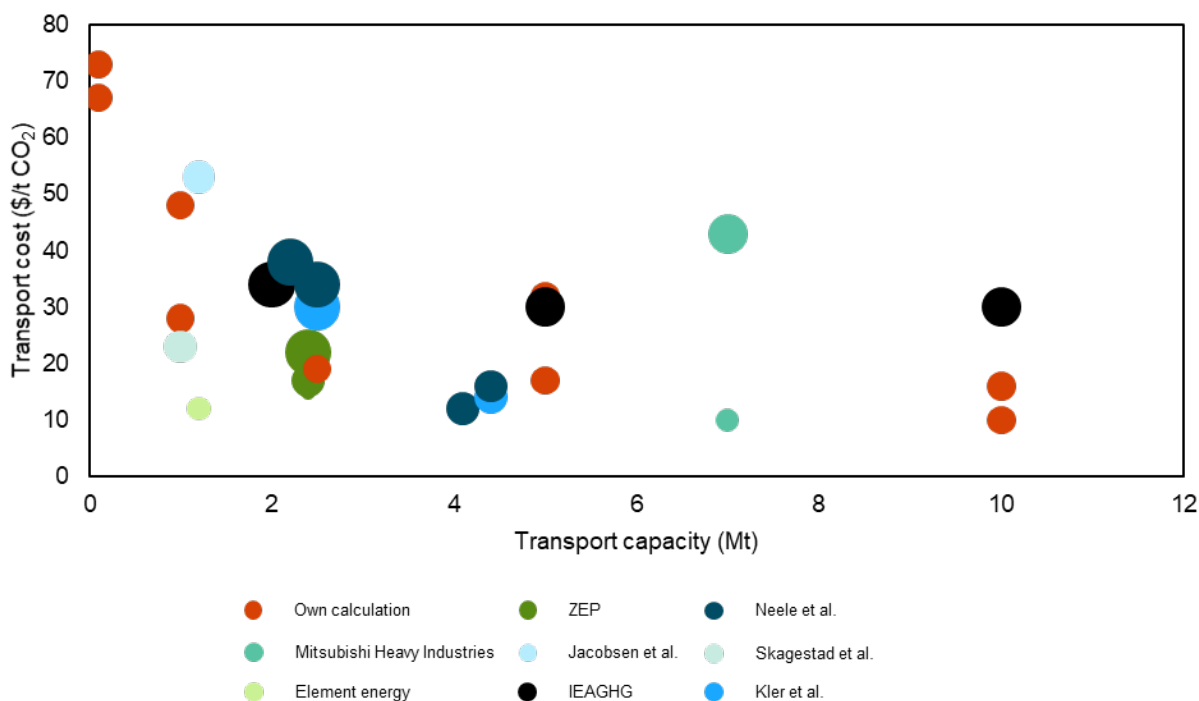 80
70
60
50
40
30
20
10
0
Transport cost ($/t CO₂)
0 2 4 6 8 10 12
Transport capacity (Mt)
Own calculation ZEP Neele et al.
Mitsubishi Heavy Industries Jacobsen et al. Skagestad et al.
Element energy IEAGHG Kler et al.